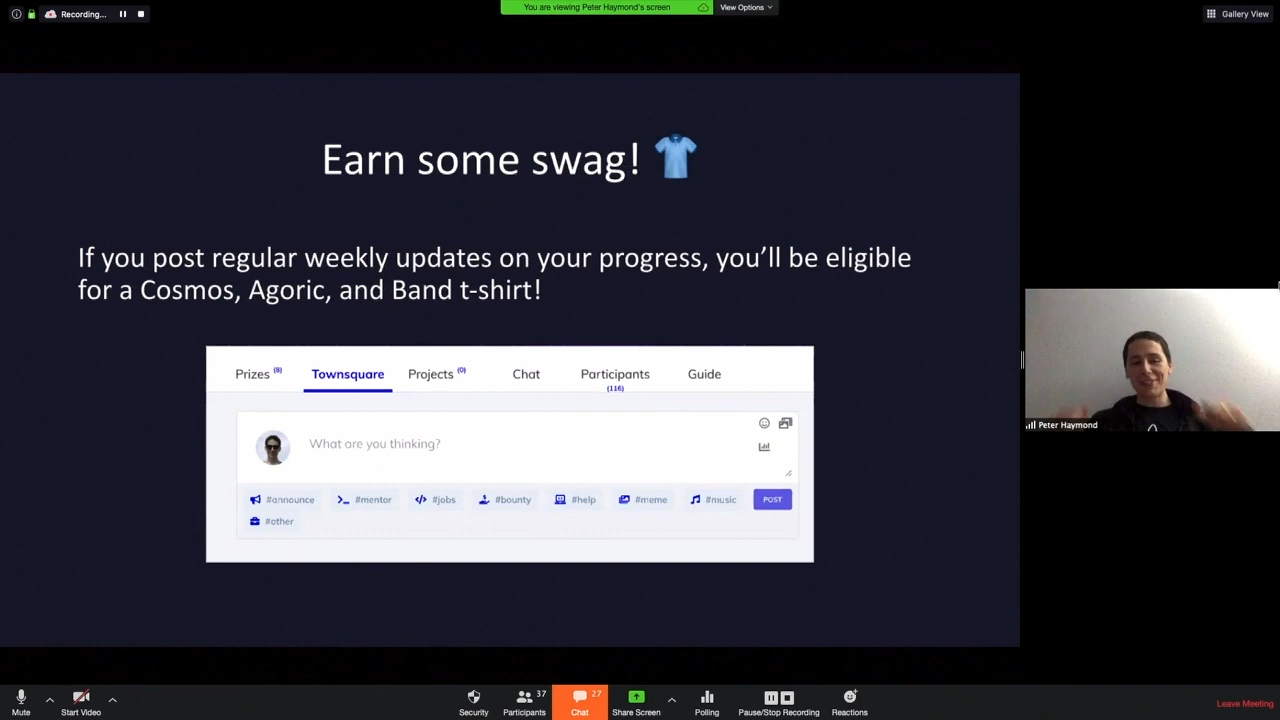 Recording...
You are viewing Peter Haymond's screen
View Options
Gallery View
Earn some swag!
If you post regular weekly updates on your progress, you'll be eligible
for a Cosmos, Agoric, and Band t-shirt!
Prizes (8) Townsquare Projects (0) Chat Participants (116) Guide
What are you thinking?
#announce #mentor #jobs #bounty #help #meme #music POST
#other
Peter Haymond
37 27
Mute Start Video Security Participants Chat Share Screen Polling Pause/Stop Recording Reactions Leave Meeting